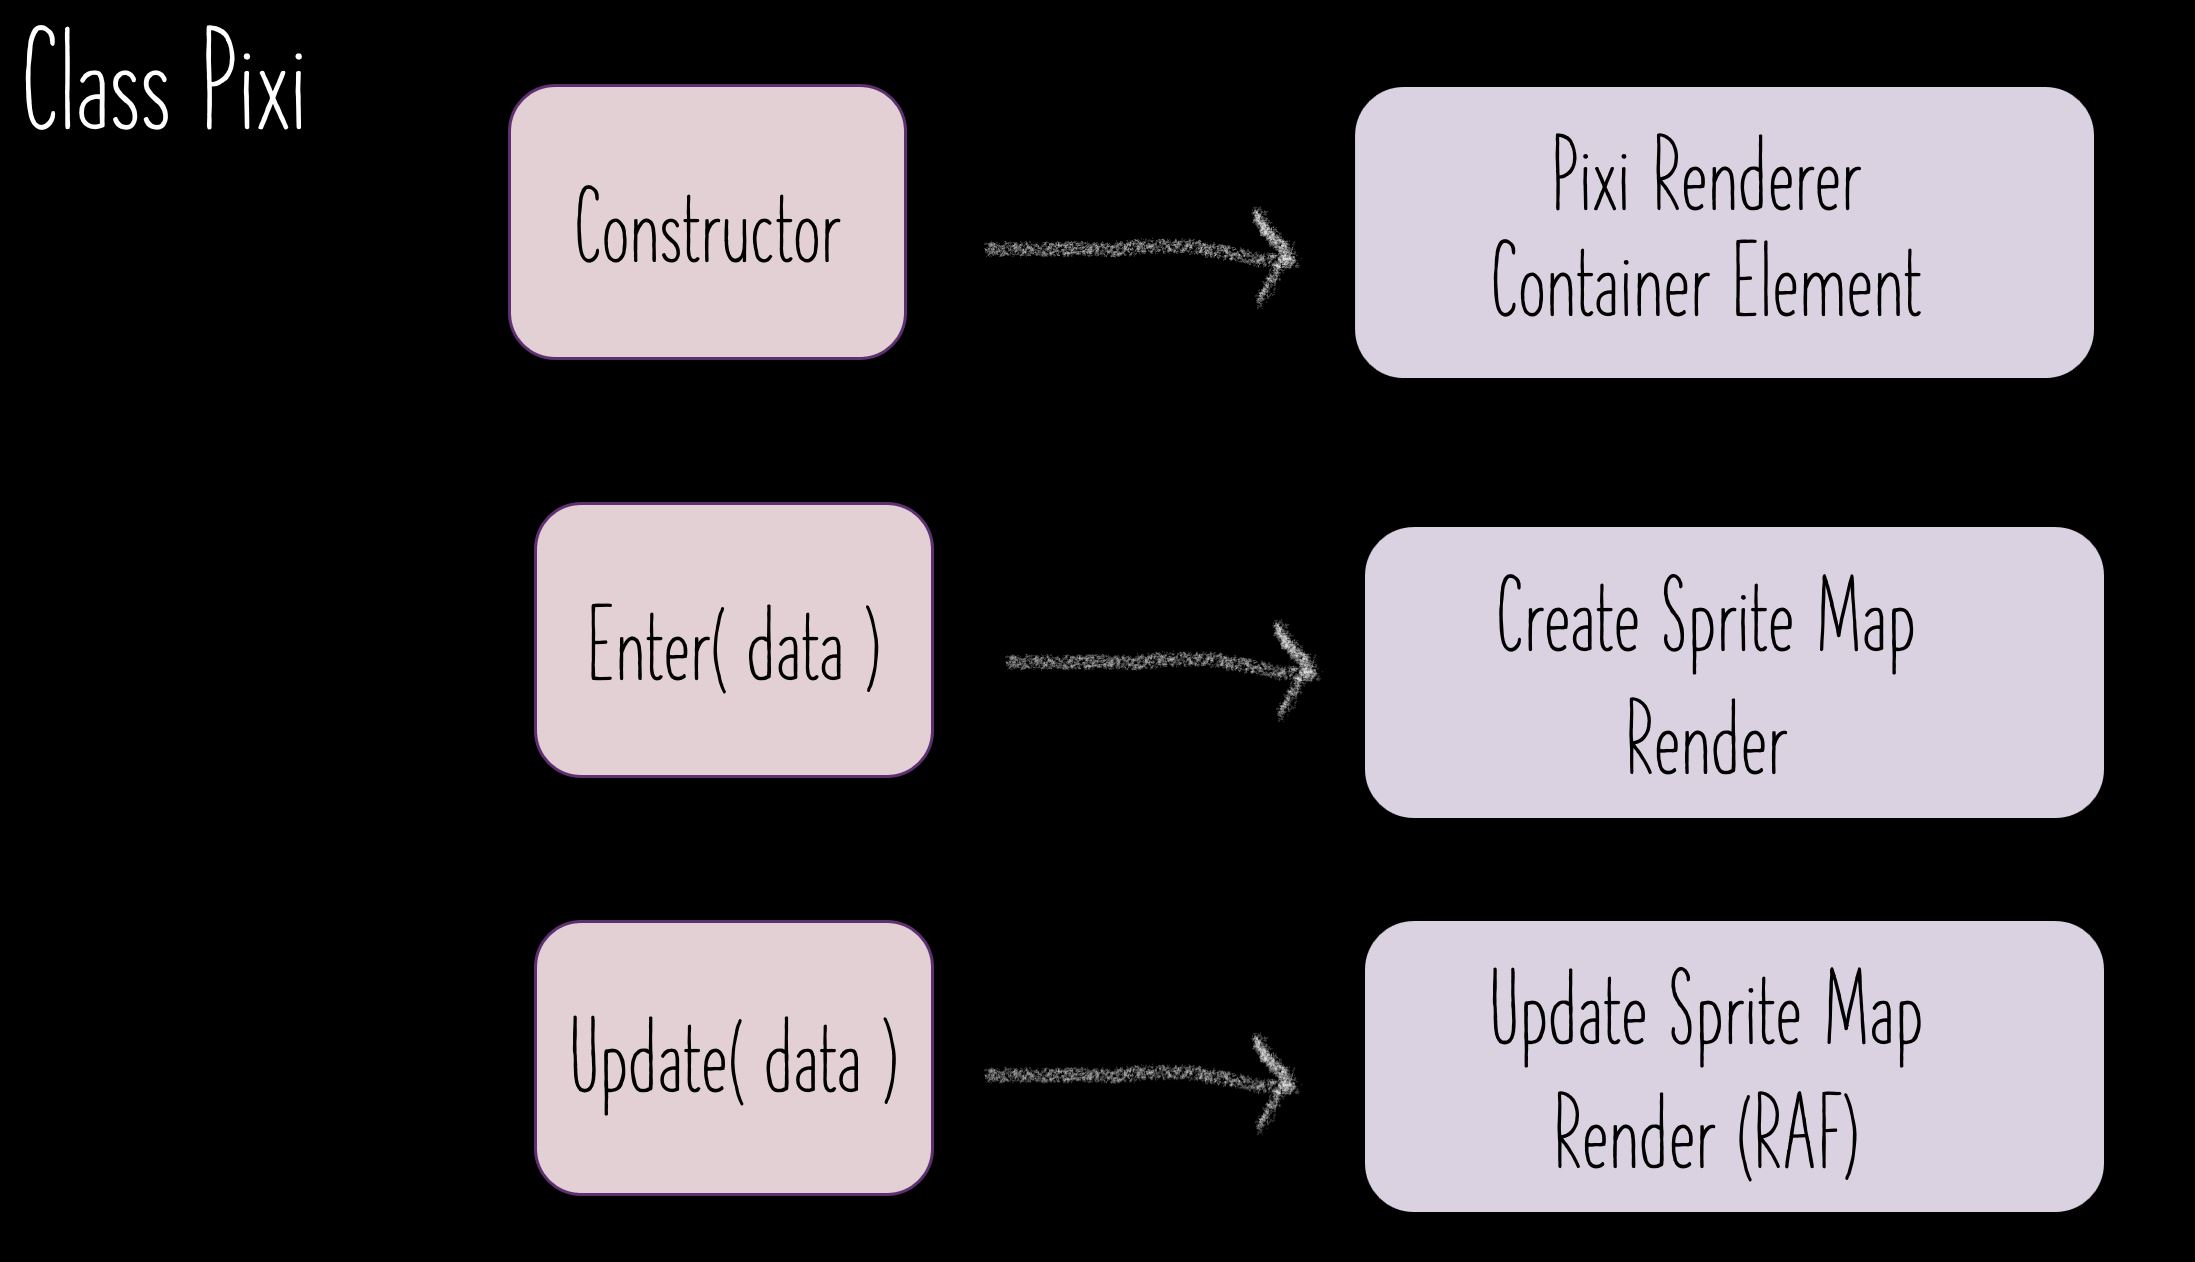 Class Pixi
Constructor
Pixi Renderer
Container Element
Enter( data )
Create Sprite Map
Render
Update( data )
Update Sprite Map
Render (RAF)